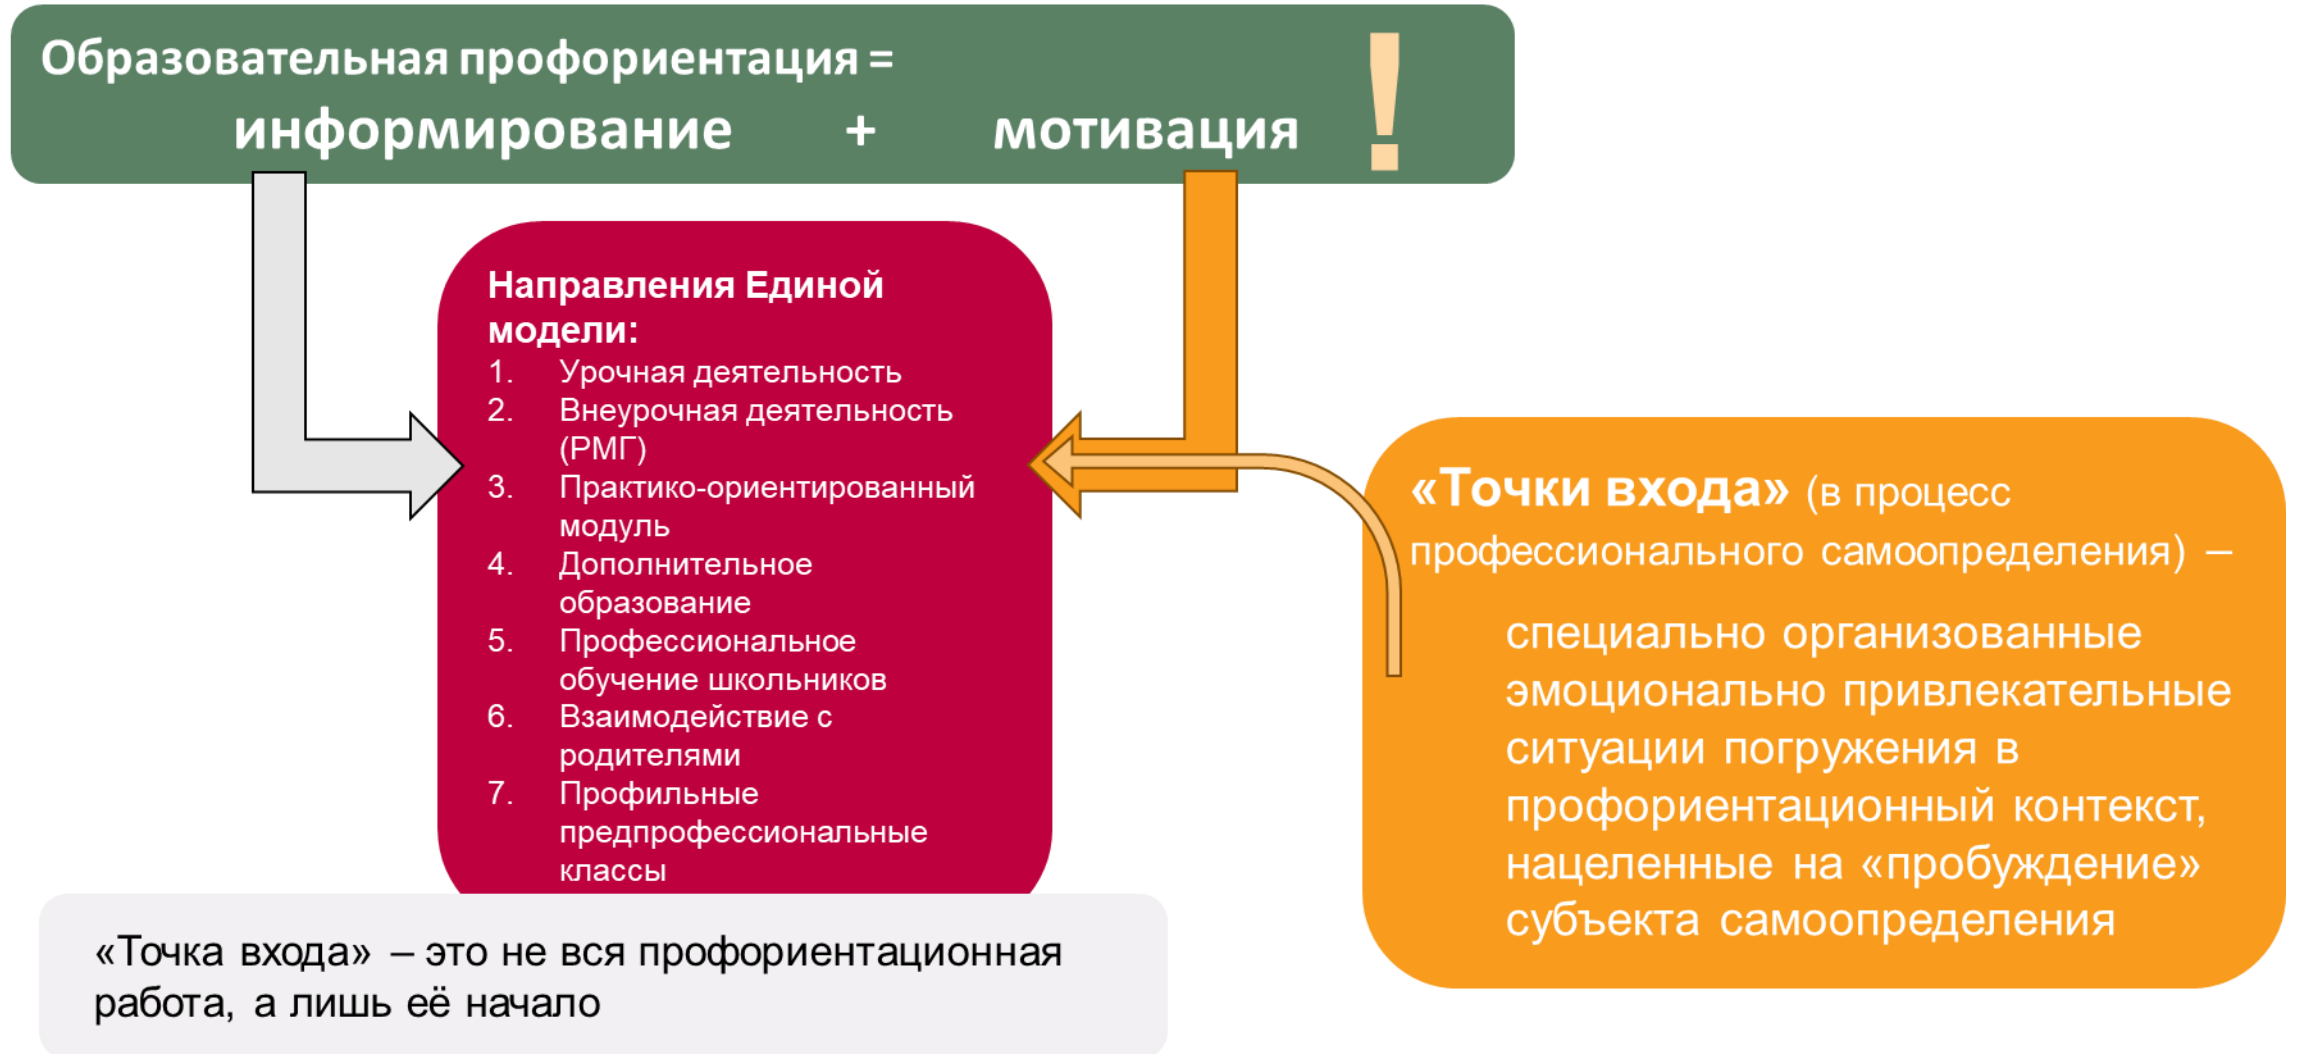 Образовательная профориентация =
информирование + мотивация !
Направления Единой
модели:
1. Урочная деятельность
2. Внеурочная деятельность
(РМГ)
3. Практико-ориентированный
модуль
4. Дополнительное
образование
5. Профессиональное
обучение школьников
6. Взаимодействие с
родителями
7. Профильные
предпрофессиональные
классы
«Точки входа» (в процесс
профессионального самоопределения) –
специально организованные
эмоционально привлекательные
ситуации погружения в
профориентационный контекст,
нацеленные на «пробуждение»
субъекта самоопределения
«Точка входа» – это не вся профориентационная
работа, а лишь её начало